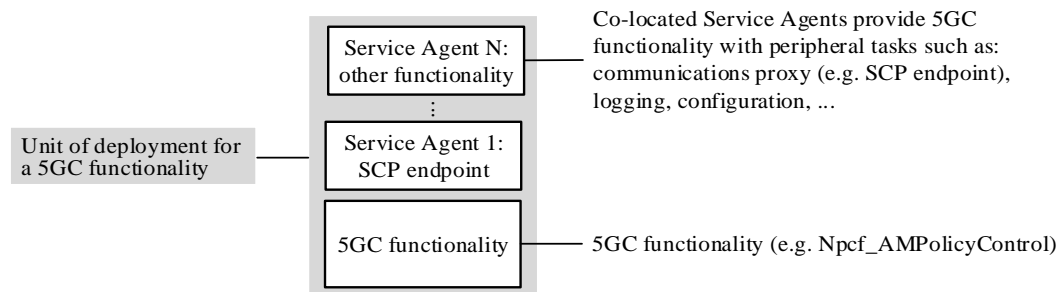 Service Agent N:
other functionality
Co-located Service Agents provide 5GC
functionality with peripheral tasks such as:
communications proxy (e.g. SCP endpoint),
logging, configuration, ...
...
Unit of deployment for
a 5GC functionality
Service Agent 1:
SCP endpoint
5GC functionality
5GC functionality (e.g. Npcf_AMPolicyControl)